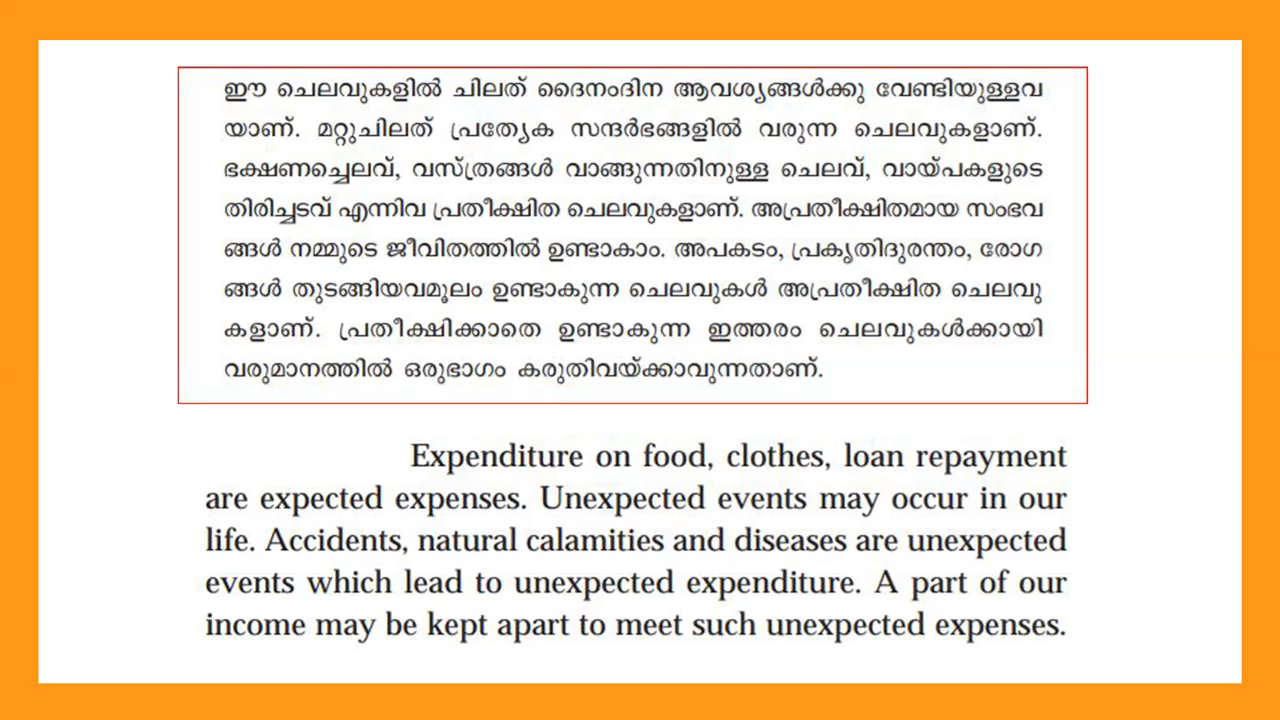 ഈ ചെലവുകളിൽ ചിലത് ദൈനംദിന ആവശ്യങ്ങൾക്കു വേണ്ടിയുള്ളവ
യാണ്. മറ്റുചിലത് പ്രത്യേക സന്ദർഭങ്ങളിൽ വരുന്ന ചെലവുകളാണ്.
ഭക്ഷണച്ചെലവ്, വസ്ത്രങ്ങൾ വാങ്ങുന്നതിനുള്ള ചെലവ്, വായ്പകളുടെ
തിരിച്ചടവ് എന്നിവ പ്രതീക്ഷിത ചെലവുകളാണ്. അപ്രതീക്ഷിതമായ സംഭവ
ങ്ങൾ നമ്മുടെ ജീവിതത്തിൽ ഉണ്ടാകാം. അപകടം, പ്രകൃതിദുരന്തം, രോഗ
ങ്ങൾ തുടങ്ങിയവമൂലം ഉണ്ടാകുന്ന ചെലവുകൾ അപ്രതീക്ഷിത ചെലവു
കളാണ്. പ്രതീക്ഷിക്കാതെ ഉണ്ടാകുന്ന ഇത്തരം ചെലവുകൾക്കായി
വരുമാനത്തിൽ ഒരുഭാഗം കരുതിവയ്ക്കാവുന്നതാണ്.
Expenditure on food, clothes, loan repayment
are expected expenses. Unexpected events may occur in our
life. Accidents, natural calamities and diseases are unexpected
events which lead to unexpected expenditure. A part of our
income may be kept apart to meet such unexpected expenses.